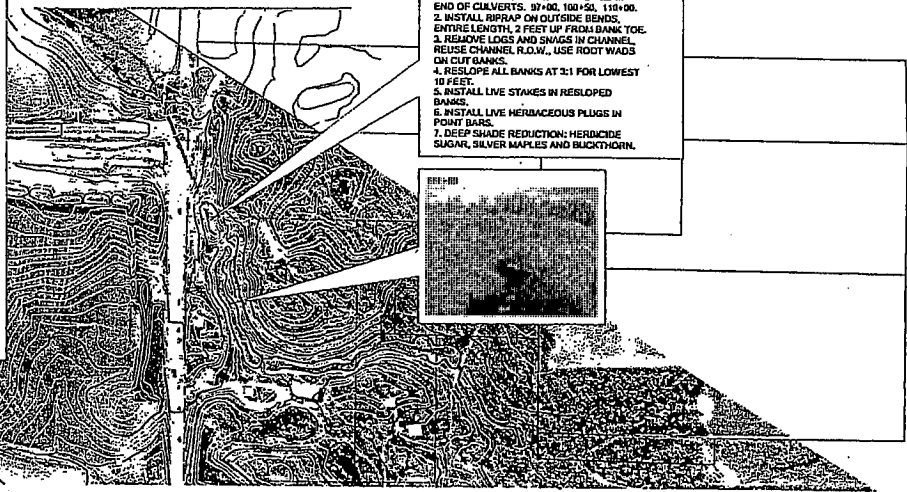 END OF CULVERTS. 97+00, 100+50, 110+00.
2. INSTALL RIPRAP ON OUTSIDE BENDS,
ENTIRE LENGTH, 2 FEET UP FROM BANK TOE.
3. REMOVE LOGS AND SNAGS IN CHANNEL,
REUSE CHANNEL R.O.W., USE ROOT WADS
ON CUT BANKS.
4. RESLOPE ALL BANKS AT 3:1 FOR LOWEST
10 FEET.
5. INSTALL LIVE STAKES IN RESLOPED
BANKS.
6. INSTALL LIVE HERBACEOUS PLUGS IN
POINT BARS.
7. DEEP SHADE REDUCTION: HERBICIDE
SUGAR, SILVER MAPLES AND BUCKTHORN.